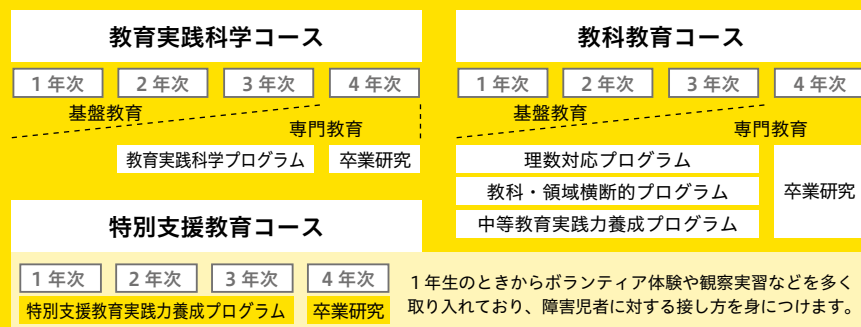 教育実践科学コース
1年次 2年次 3年次 4年次
基盤教育
専門教育
教育実践科学プログラム 卒業研究
教科教育コース
1年次 2年次 3年次 4年次
基盤教育
専門教育
理数対応プログラム
教科・領域横断的プログラム
中等教育実践力養成プログラム
卒業研究
特別支援教育コース
1年次 2年次 3年次 4年次
特別支援教育実践力養成プログラム 卒業研究
1年生のときからボランティア体験や観察実習などを多く
取り入れており、障害児者に対する接し方を身につけます。